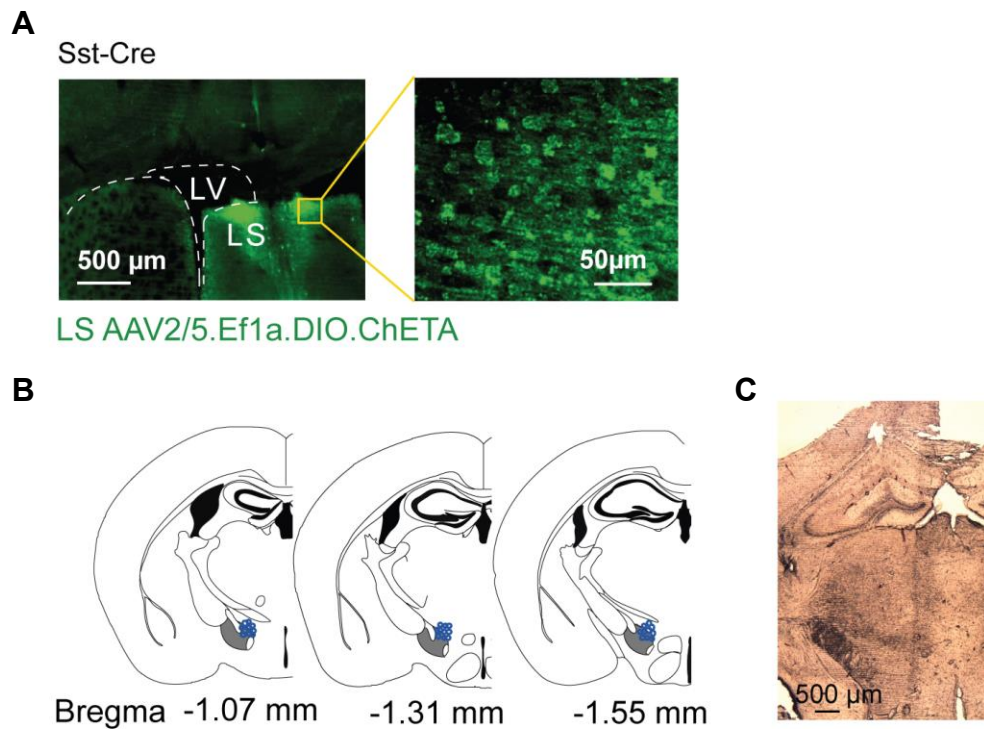 A
Sst-Cre
LV
LS
500 µm
50µm
LS AAV2/5.Ef1a.DIO.ChETA
B
Bregma -1.07 mm -1.31 mm -1.55 mm
C
500 µm